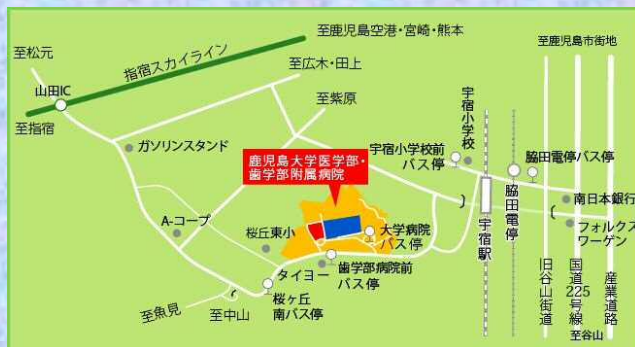 至鹿児島空港・宮崎・熊本
至松元
指宿スカイライン
至広木・田上
至鹿児島市街地
山田IC
至紫原
至指宿
ガソリンスタンド
宇宿小学校前
バス停
宇宿小学校
脇田電停バス停
鹿児島大学医学部・
歯学部附属病院
脇田電停
南日本銀行
A-コープ
宇宿駅
フォルクス
ワーゲン
桜丘東小
大学病院
バス停
タイヨー
歯学部病院前
バス停
旧谷山街道
国道225号線
産業道路
桜ヶ丘
南バス停
至魚見
至中山
至谷山